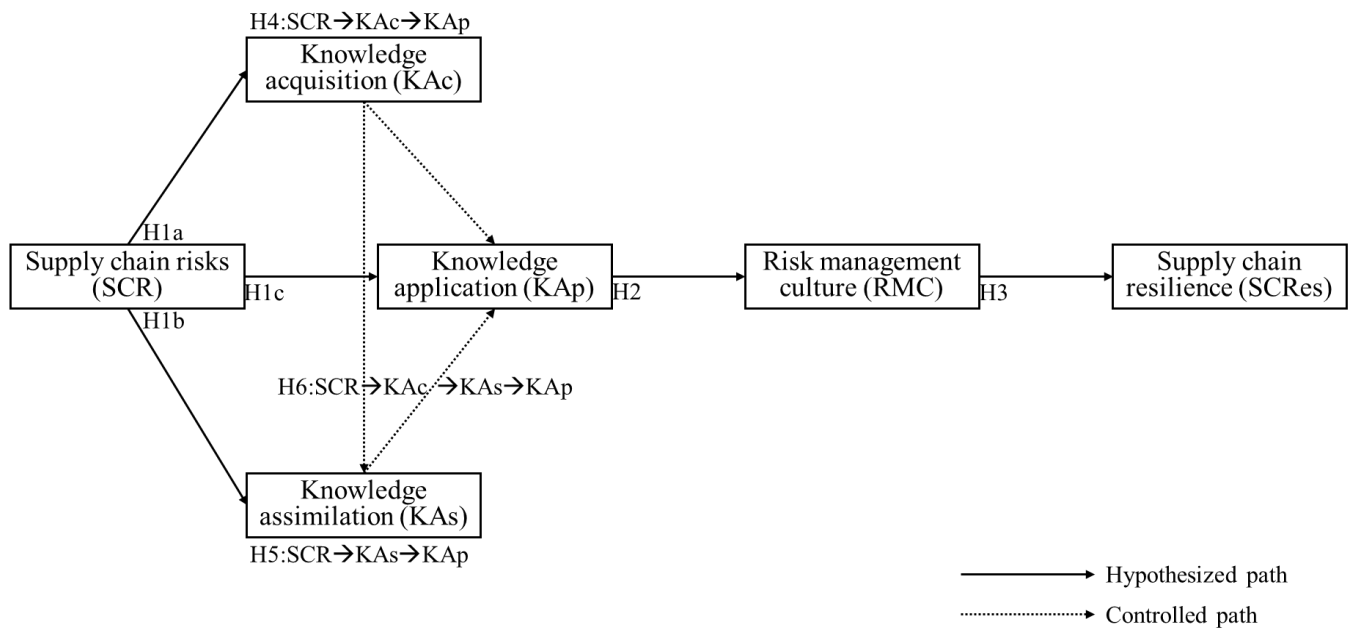 H4:SCR→KAc→KAp
Knowledge
acquisition (KAc)
H1a
Supply chain risks
(SCR)
H1c
H1b
Knowledge
application (KAp)
H2
Risk management
culture (RMC)
H3
Supply chain
resilience (SCRes)
H6:SCR→KAc →KAs→KAp
Knowledge
assimilation (KAs)
H5:SCR→KAs→KAp
Hypothesized path
Controlled path